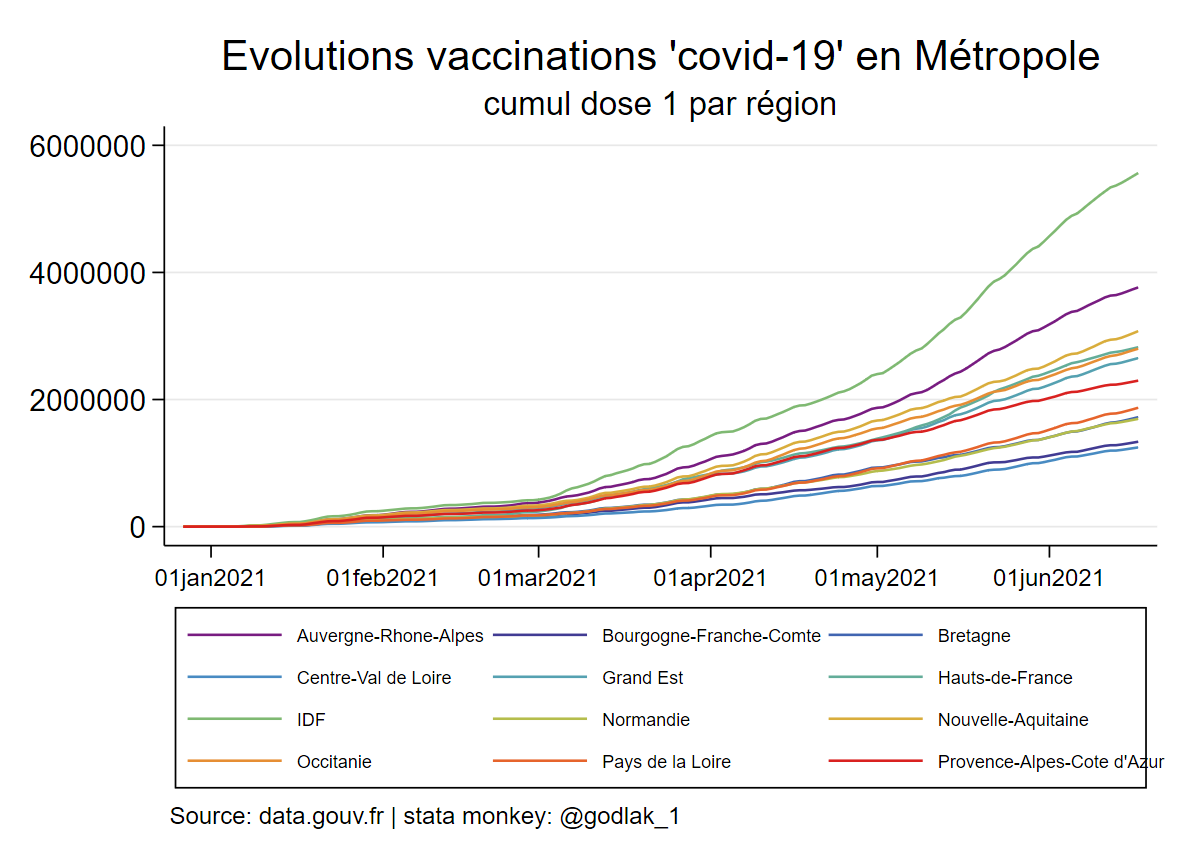 Evolutions vaccinations 'covid-19' en Métropole
cumul dose 1 par région
6000000
4000000
2000000
0
01jan2021 01feb2021 01mar2021 01apr2021 01may2021 01jun2021
Auvergne-Rhone-Alpes Bourgogne-Franche-Comte Bretagne
Centre-Val de Loire Grand Est Hauts-de-France
IDF Normandie Nouvelle-Aquitaine
Occitanie Pays de la Loire Provence-Alpes-Cote d'Azur
Source: data.gouv.fr | stata monkey: @godlak_1